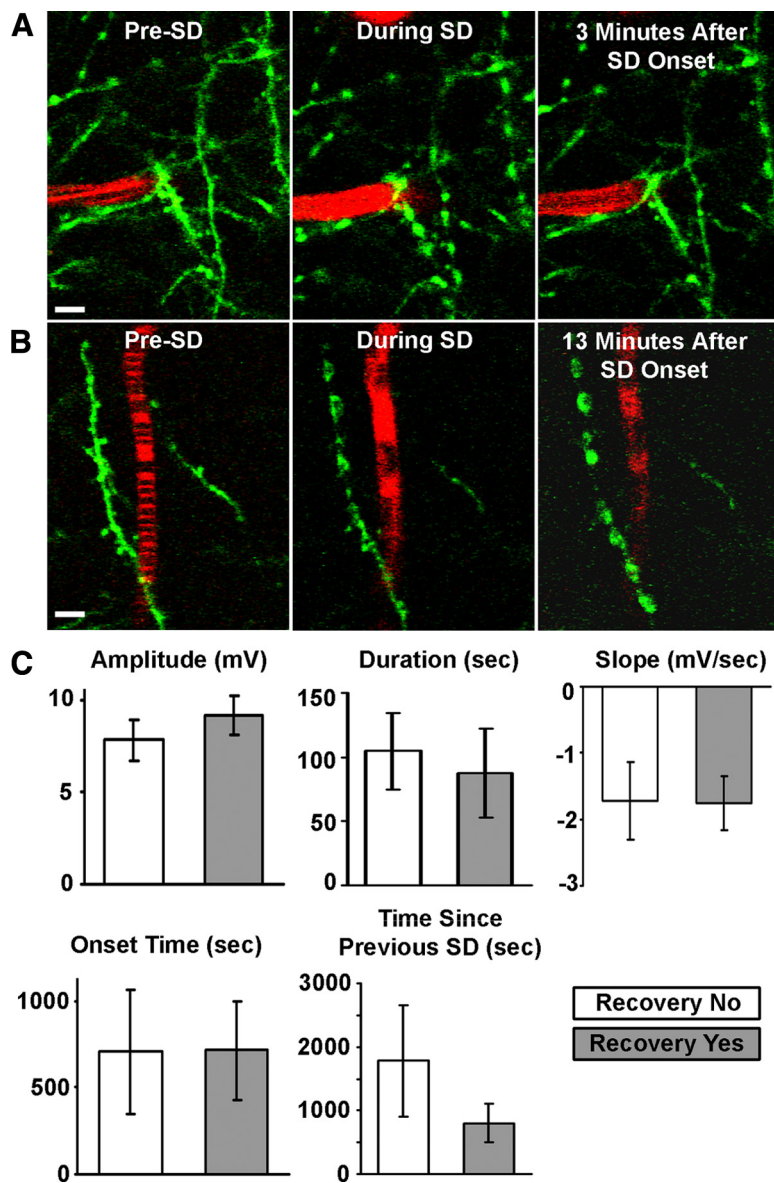 A
Pre-SD
During SD
3 Minutes After
SD Onset
B
Pre-SD
During SD
13 Minutes After
SD Onset
C
Amplitude (mV)
10
5
0
Duration (sec)
150
100
50
0
Slope (mV/sec)
0
-1
-2
-3
Onset Time (sec)
1000
500
0
Time Since
Previous SD (sec)
3000
2000
1000
0
Recovery No
Recovery Yes